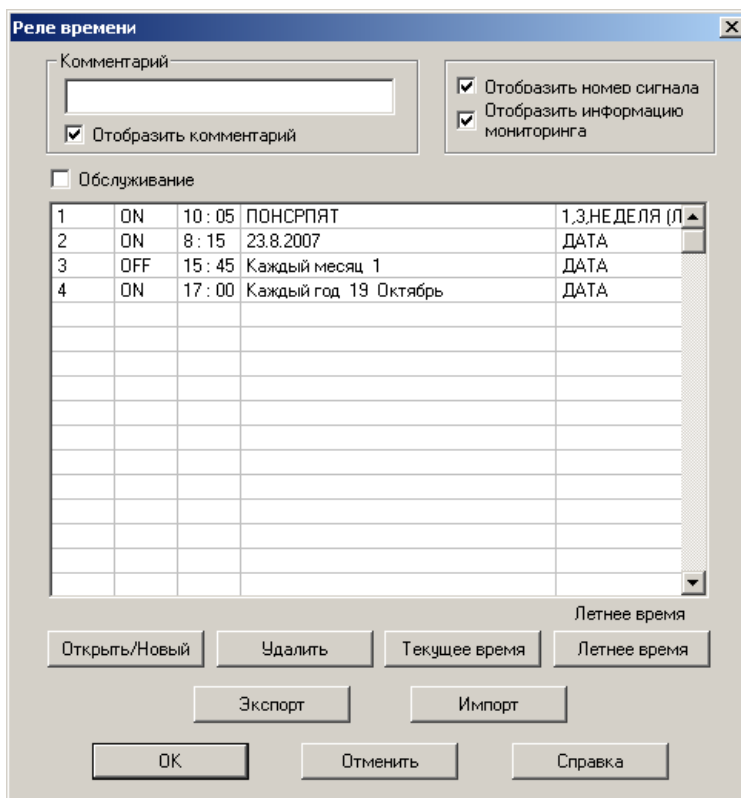 Реле времени
Комментарий
Отобразить комментарий
Отобразить номер сигнала
Отобразить информацию
мониторинга
Обслуживание
1 ON 10 : 05 ПОНСРПЯТ 1,3,НЕДЕЛЯ (Л
2 ON 8 : 15 23.8.2007 ДАТА
3 OFF 15 : 45 Каждый месяц 1 ДАТА
4 ON 17 : 00 Каждый год 19 Октябрь ДАТА
Летнее время
Открыть/Новый Удалить Текущее время Летнее время
Экспорт Импорт
OK Отменить Справка